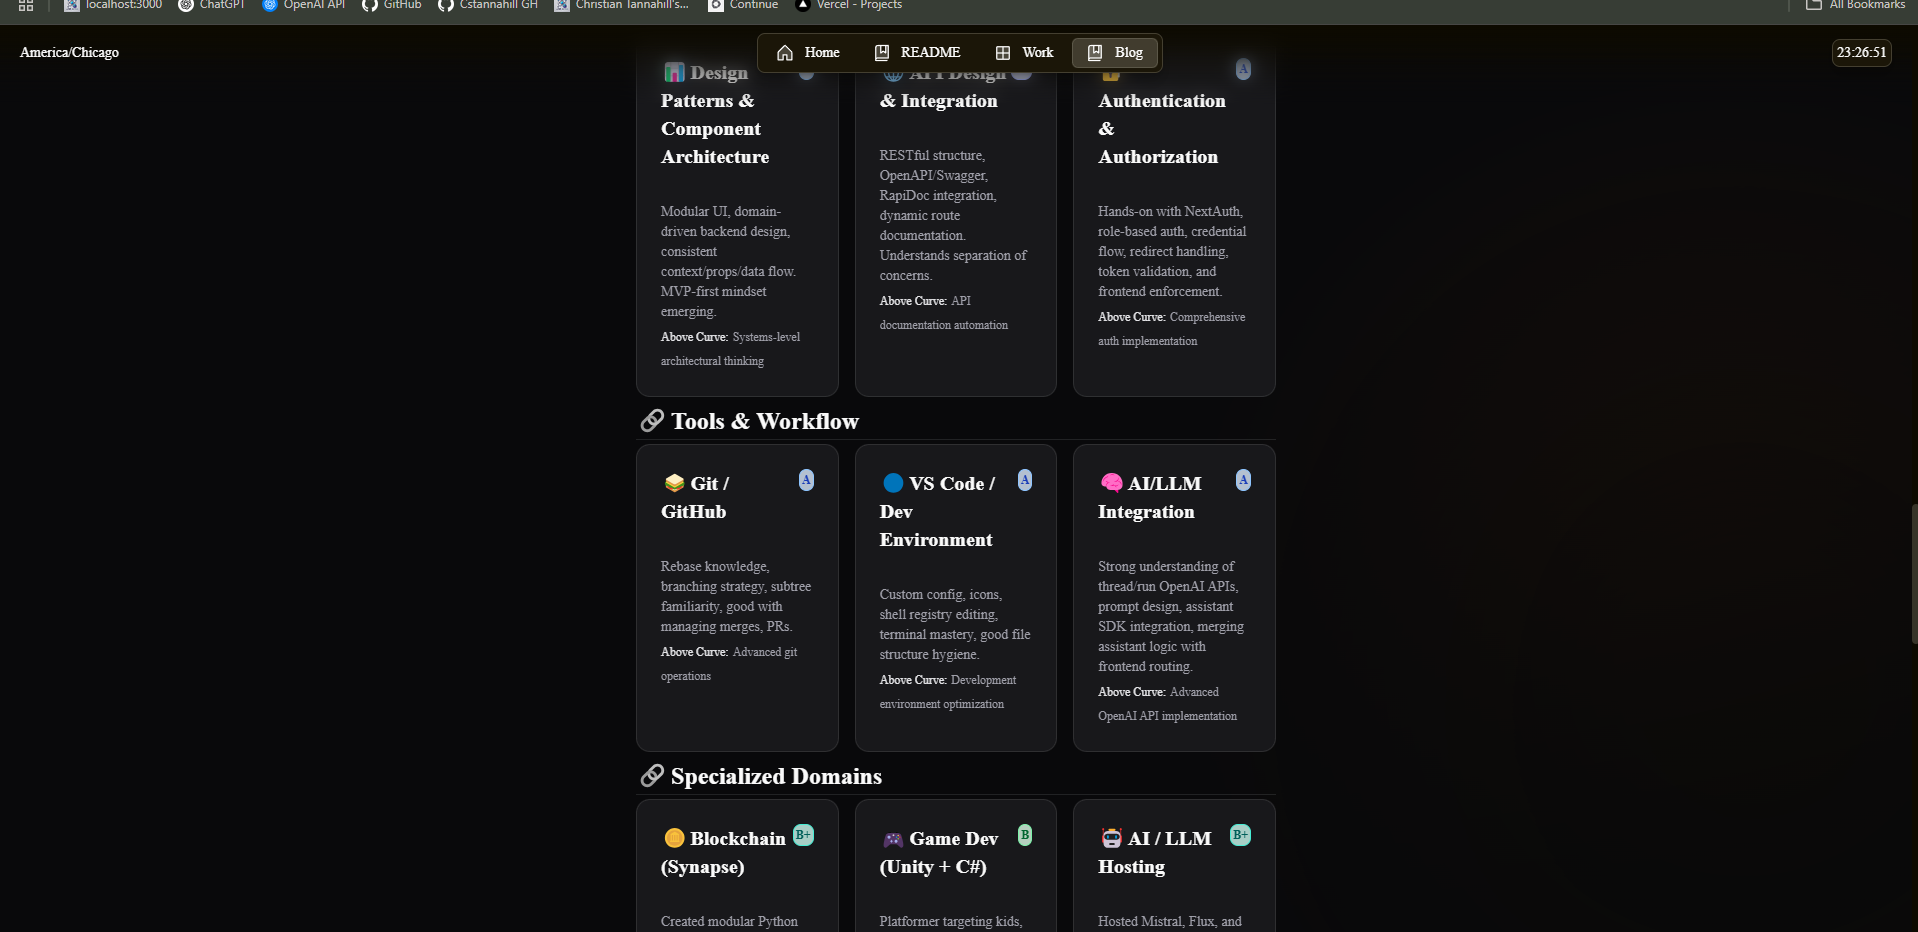 localhost:3000 ChatGPT OpenAI API GitHub Cstannahill GH Christian Tannahill's... Continue Vercel - Projects All Bookmarks
America/Chicago
Home README Work Blog
23:26:51
Design
Patterns &
Component
Architecture
Modular UI, domain-
driven backend design,
consistent
context/props/data flow.
MVP-first mindset
emerging.
Above Curve: Systems-level
architectural thinking
API Design
& Integration
RESTful structure,
OpenAPI/Swagger,
RapiDoc integration,
dynamic route
documentation.
Understands separation of
concerns.
Above Curve: API
documentation automation
A
Authentication
&
Authorization
Hands-on with NextAuth,
role-based auth, credential
flow, redirect handling,
token validation, and
frontend enforcement.
Above Curve: Comprehensive
auth implementation
Tools & Workflow
Git / A
GitHub
Rebase knowledge,
branching strategy, subtree
familiarity, good with
managing merges, PRs.
Above Curve: Advanced git
operations
VS Code / A
Dev
Environment
Custom config, icons,
shell registry editing,
terminal mastery, good file
structure hygiene.
Above Curve: Development
environment optimization
AI/LLM A
Integration
Strong understanding of
thread/run OpenAI APIs,
prompt design, assistant
SDK integration, merging
assistant logic with
frontend routing.
Above Curve: Advanced
OpenAI API implementation
Specialized Domains
Blockchain B+
(Synapse)
Created modular Python
Game Dev B
(Unity + C#)
Platformer targeting kids,
AI / LLM B+
Hosting
Hosted Mistral, Flux, and